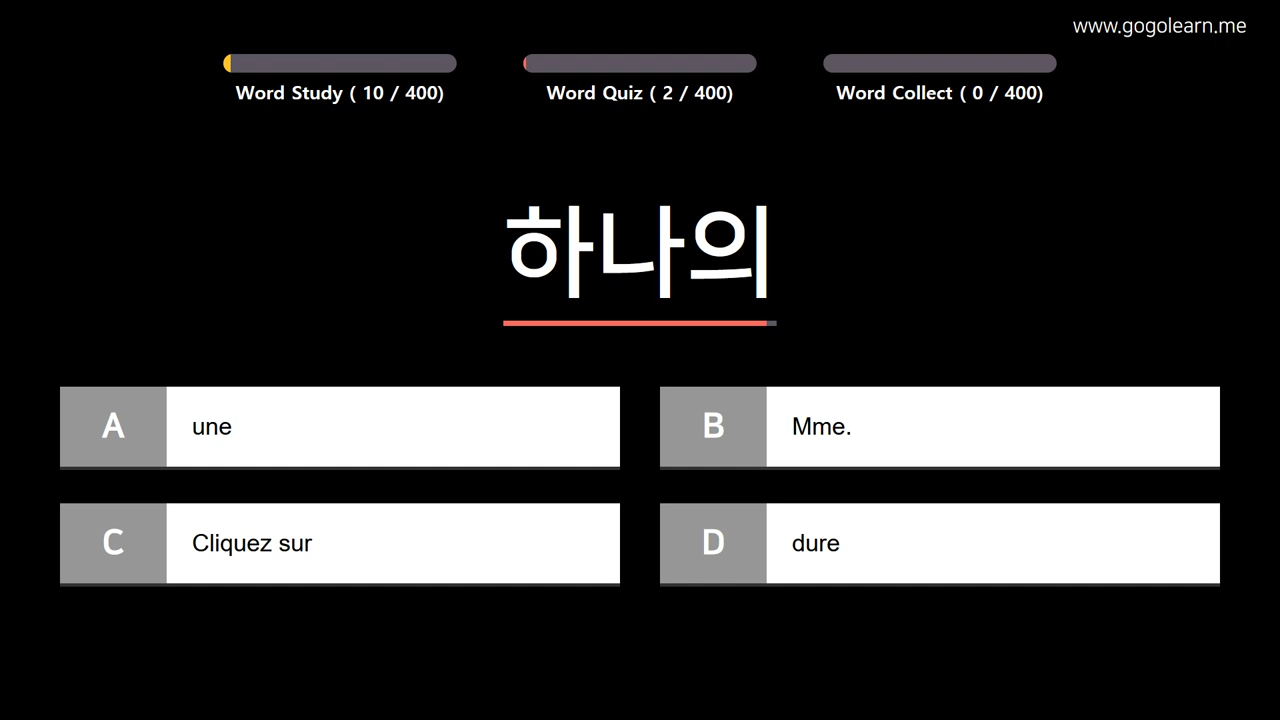 www.gogolearn.me
Word Study ( 10 / 400)
Word Quiz ( 2 / 400)
Word Collect ( 0 / 400)
하나의
A une
B Mme.
C Cliquez sur
D dure